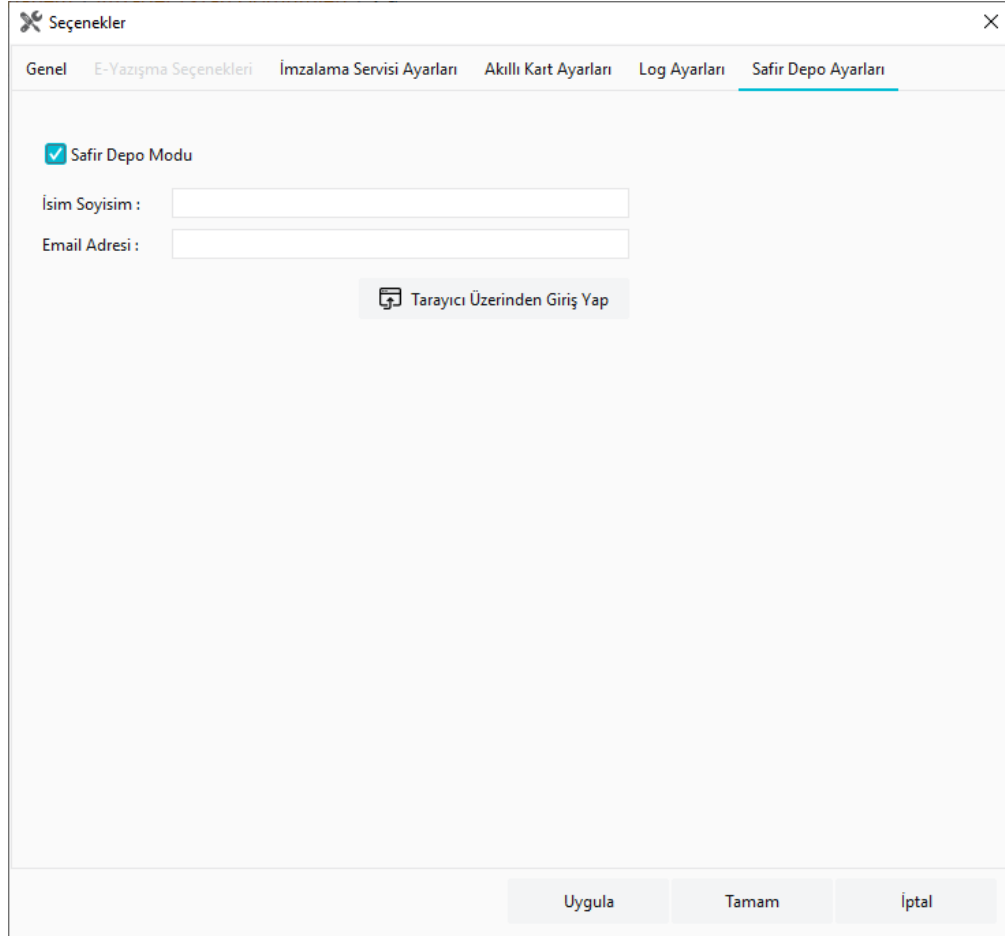 Seçenekler
Genel E-Yazışma Seçenekleri İmzalama Servisi Ayarları Akıllı Kart Ayarları Log Ayarları Safir Depo Ayarları
Safir Depo Modu
İsim Soyisim :
Email Adresi :
Tarayıcı Üzerinden Giriş Yap
Uygula Tamam İptal